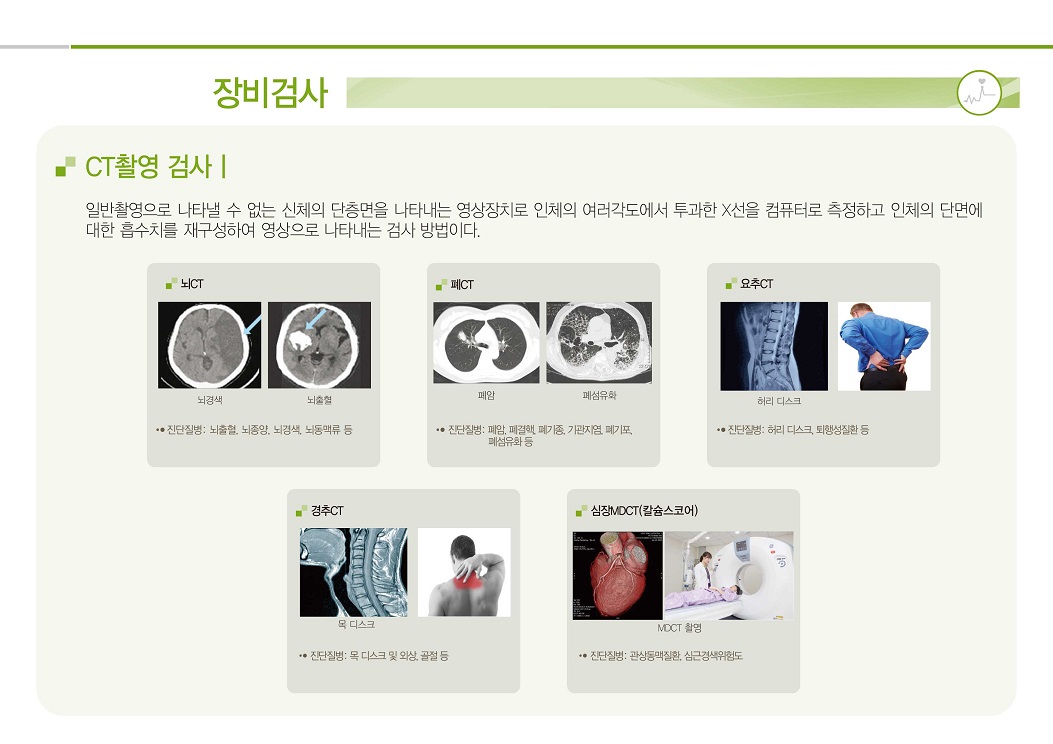 장비검사
CT촬영 검사 |
일반촬영으로 나타낼 수 없는 신체의 단층면을 나타내는 영상장치로 인체의 여러각도에서 투과한 X선을 컴퓨터로 측정하고 인체의 단면에
대한 흡수치를 재구성하여 영상으로 나타내는 검사 방법이다.
뇌CT
뇌경색
뇌출혈
진단질병: 뇌출혈, 뇌종양, 뇌경색, 뇌동맥류 등
폐CT
폐암
폐섬유화
진단질병: 폐암, 폐결핵, 폐기종, 기관지염, 폐기포,
폐섬유화 등
요추CT
허리 디스크
진단질병: 허리 디스크, 퇴행성질환 등
경추CT
목 디스크
진단질병: 목 디스크 및 외상, 골절 등
심장MDCT(칼슘스코어)
MDCT 촬영
진단질병: 관상동맥질환, 심근경색위험도